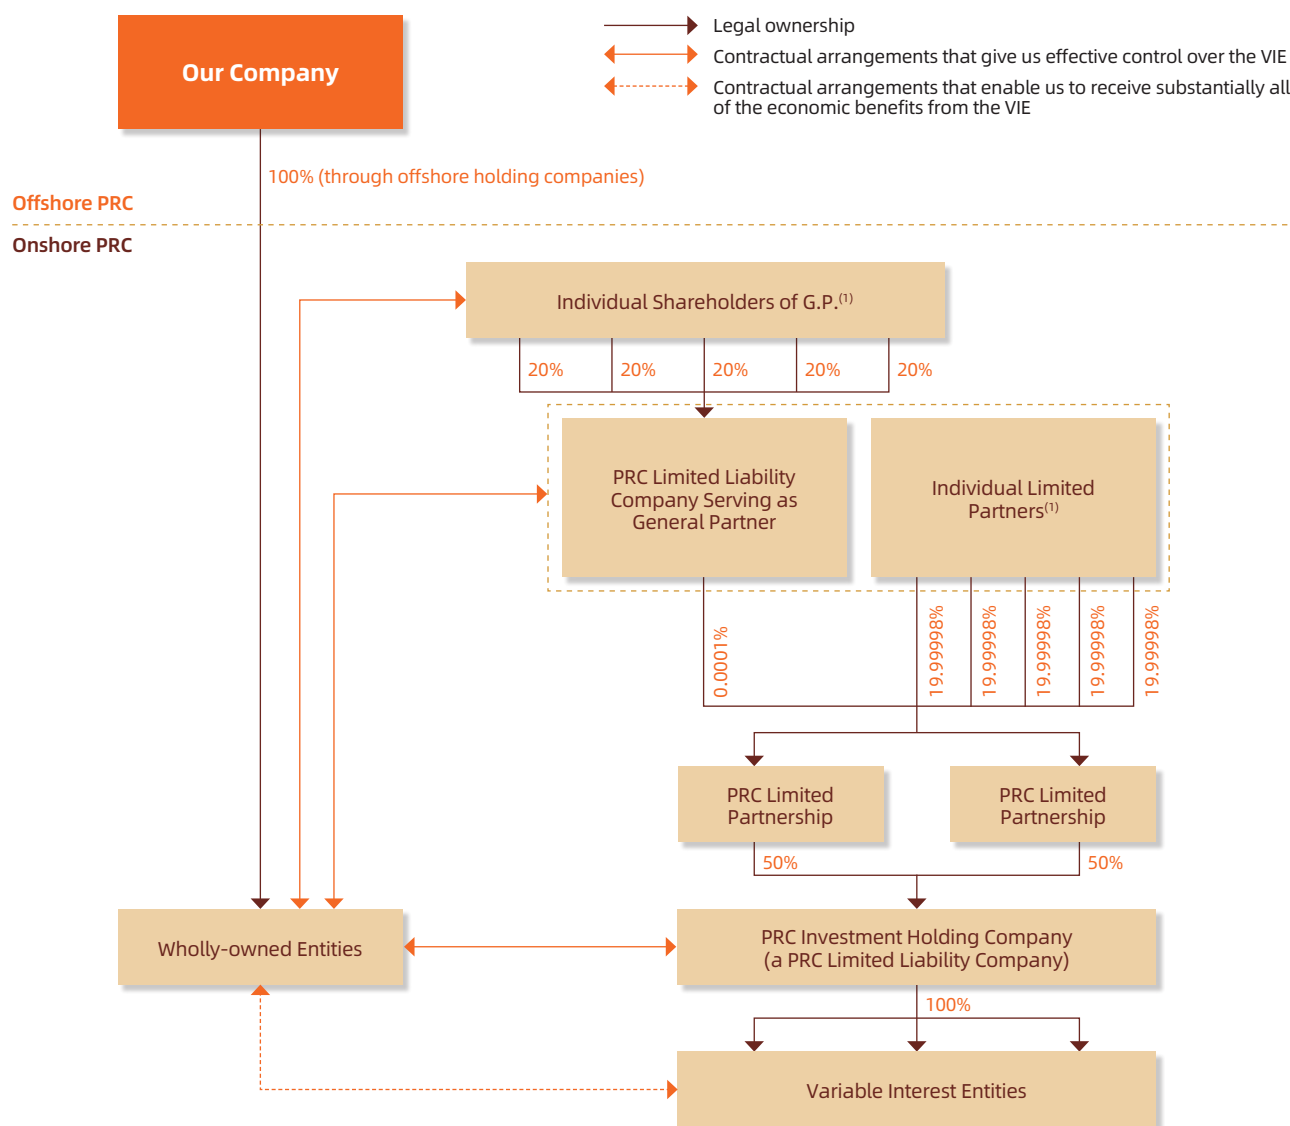 Our Company
Legal ownership
Contractual arrangements that give us effective control over the VIE
Contractual arrangements that enable us to receive substantially all
of the economic benefits from the VIE
100% (through offshore holding companies)
Offshore PRC
Onshore PRC
Individual Shareholders of G.P.(1)
20%
20%
20%
20%
20%
PRC Limited Liability
Company Serving as
General Partner
Individual Limited
Partners(1)
0.0001%
19.99998%
19.99998%
19.99998%
19.99998%
19.99998%
PRC Limited
Partnership
PRC Limited
Partnership
50%
50%
Wholly-owned Entities
PRC Investment Holding Company
(a PRC Limited Liability Company)
100%
Variable Interest Entities